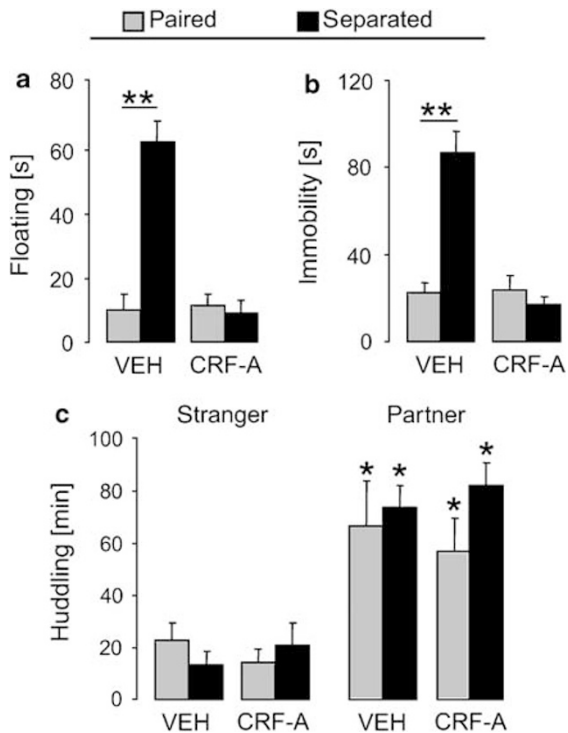 Paired Separated
a
**
Floating [s]
80
60
40
20
0
VEH CRF-A
b
**
Immobility [s]
120
80
40
20
0
VEH CRF-A
c
Stranger Partner
* * * *
Huddling [min]
100
80
60
40
20
0
VEH CRF-A VEH CRF-A